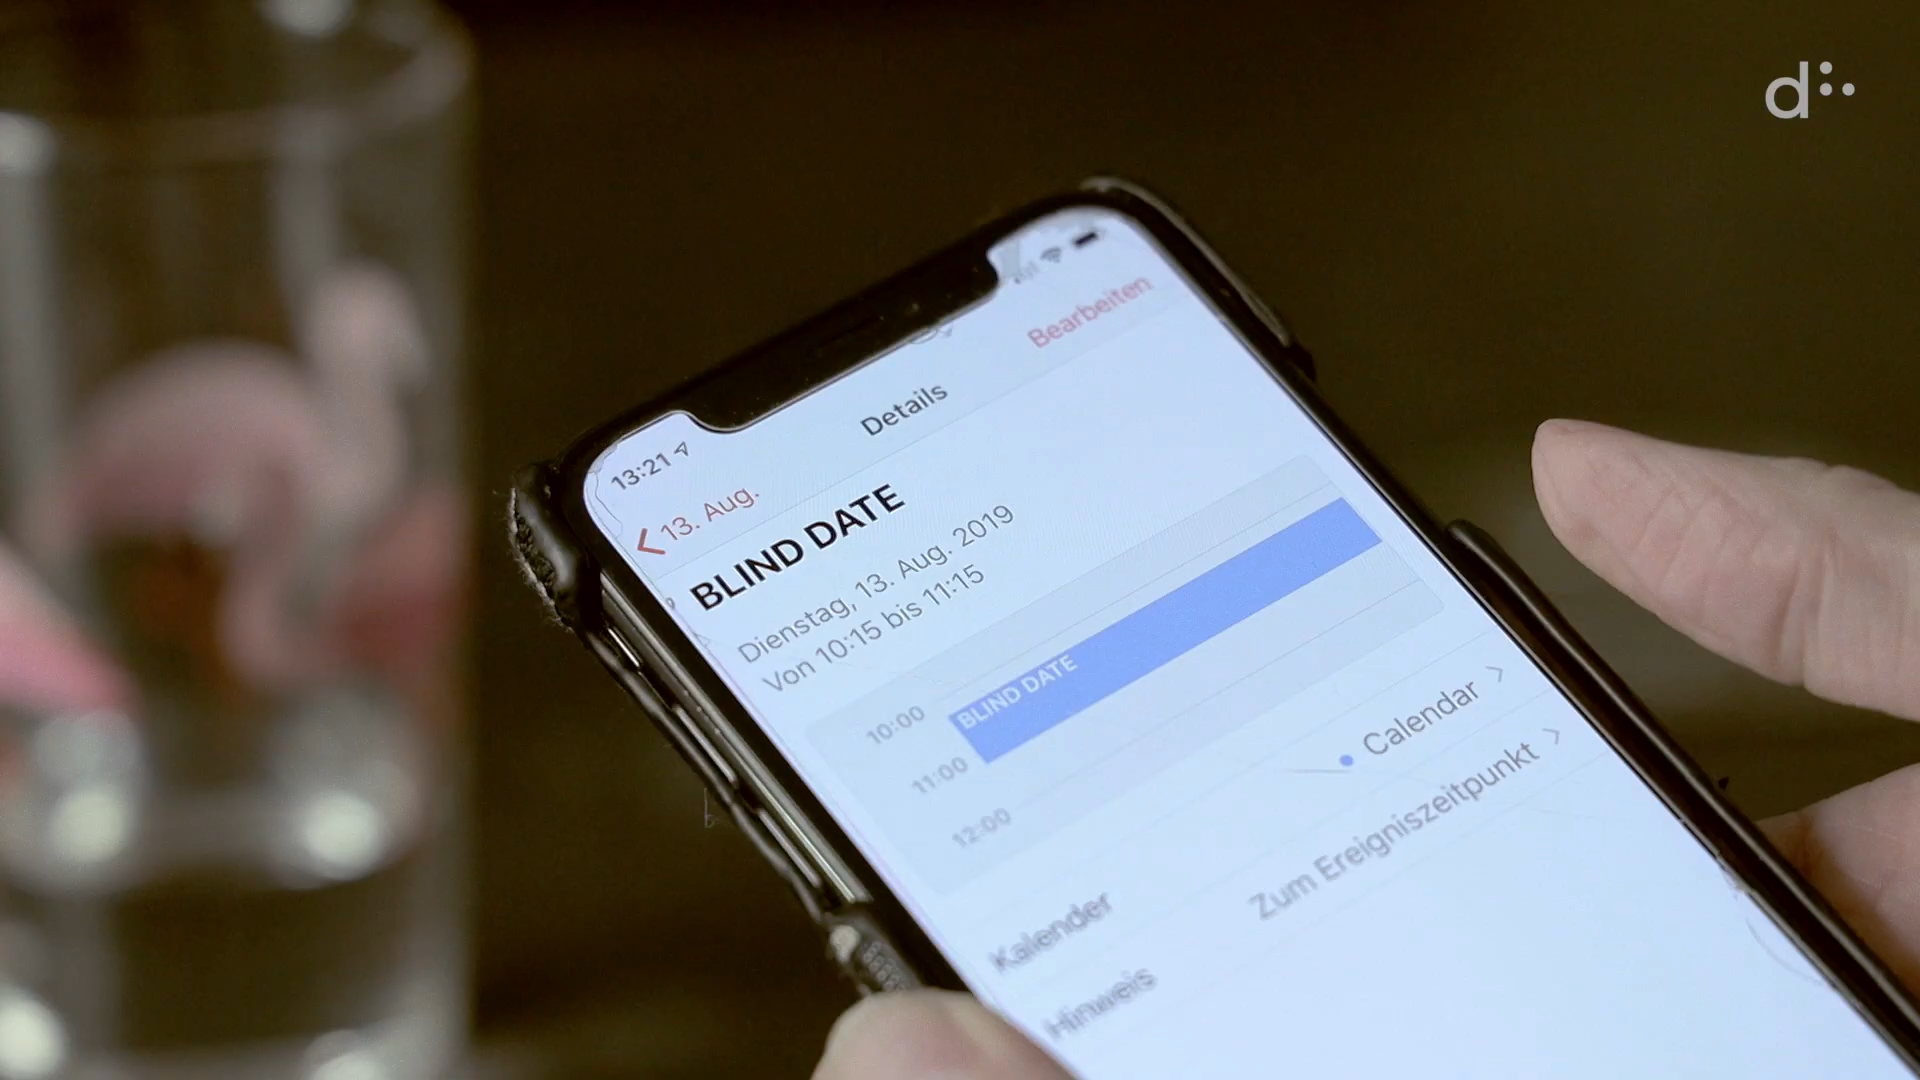 d
13:21
Details
Bearbeiten
13. Aug.
BLIND DATE
Dienstag, 13. Aug. 2019
Von 10:15 bis 11:15
10:00
BLIND DATE
11:00
12:00
Kalender
Calendar
Hinweis
Zum Ereigniszeitpunkt